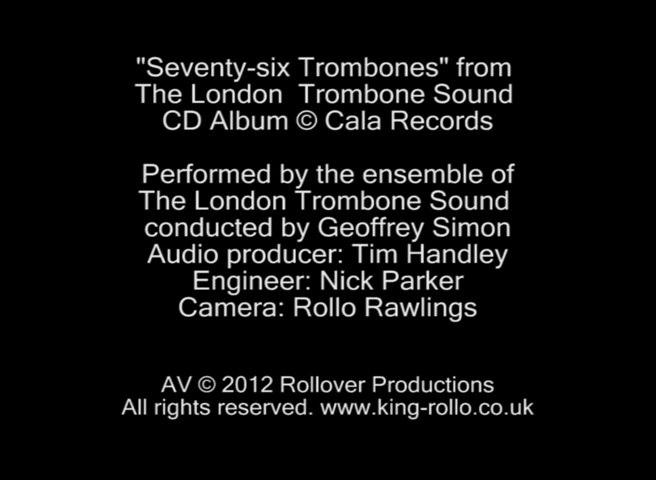 "Seventy-six Trombones" from
The London Trombone Sound
CD Album © Cala Records
Performed by the ensemble of
The London Trombone Sound
conducted by Geoffrey Simon
Audio producer: Tim Handley
Engineer: Nick Parker
Camera: Rollo Rawlings
AV © 2012 Rollover Productions
All rights reserved. www.king-rollo.co.uk